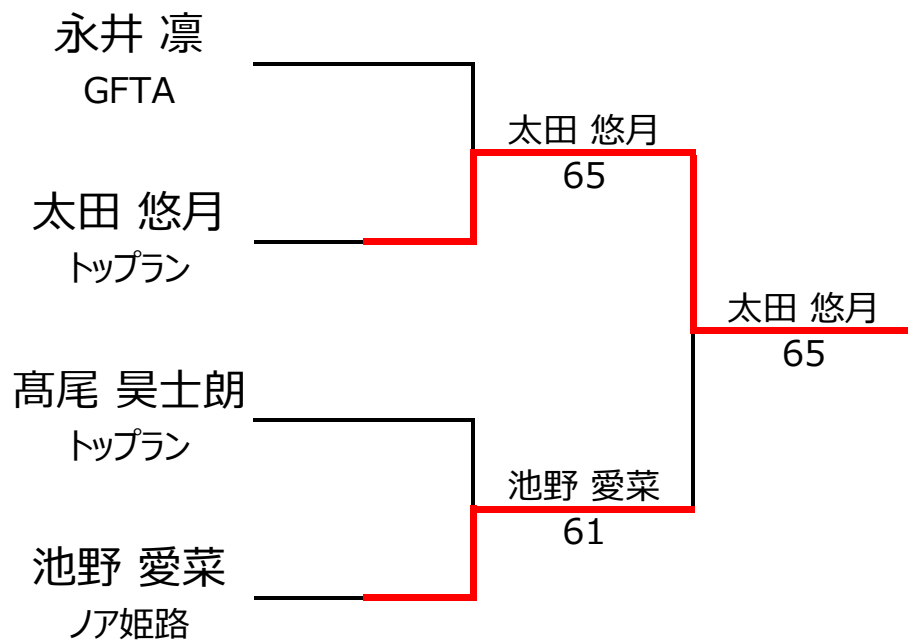 永井 凛
GFTA
太田 悠月
65
太田 悠月
トップラン
太田 悠月
65
髙尾 昊士朗
トップラン
池野 愛菜
61
池野 愛菜
ノア姫路